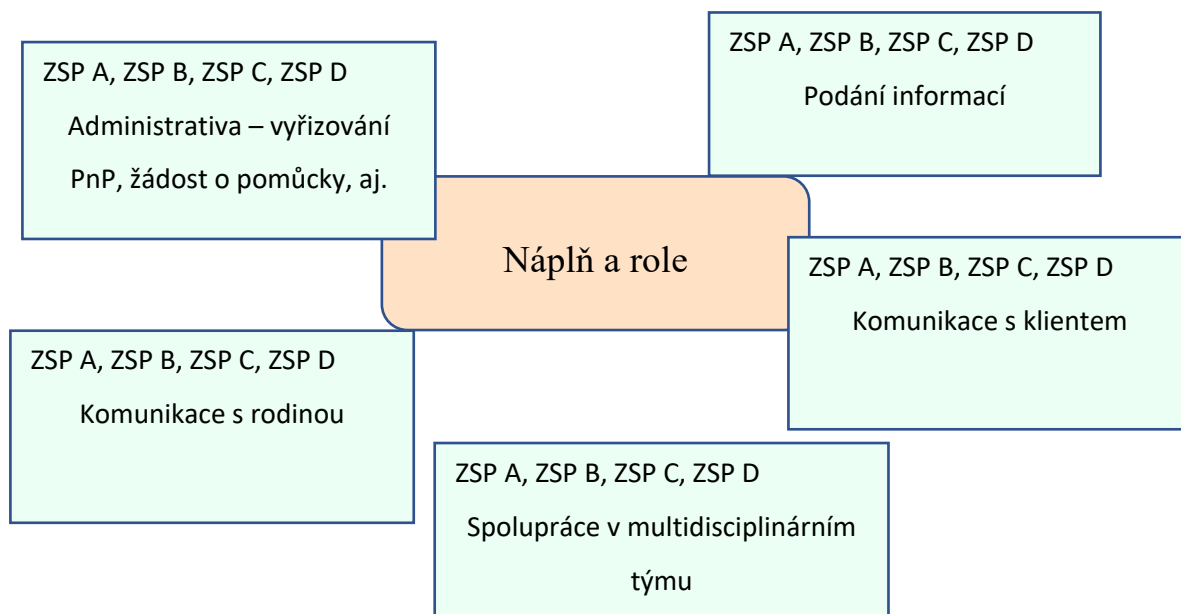 ZSP A, ZSP B, ZSP C, ZSP D
Administrativa – vyřizování
PnP, žádost o pomůcky, aj.
ZSP A, ZSP B, ZSP C, ZSP D
Podání informací
Náplň a role
ZSP A, ZSP B, ZSP C, ZSP D
Komunikace s klientem
ZSP A, ZSP B, ZSP C, ZSP D
Komunikace s rodinou
ZSP A, ZSP B, ZSP C, ZSP D
Spolupráce v multidisciplinárním
týmu